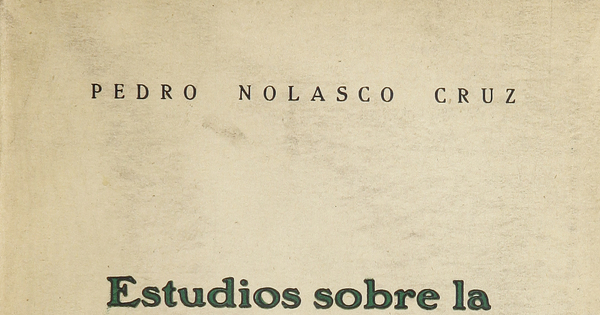 PEDRO NOLASCO CRUZ
Estudios sobre la